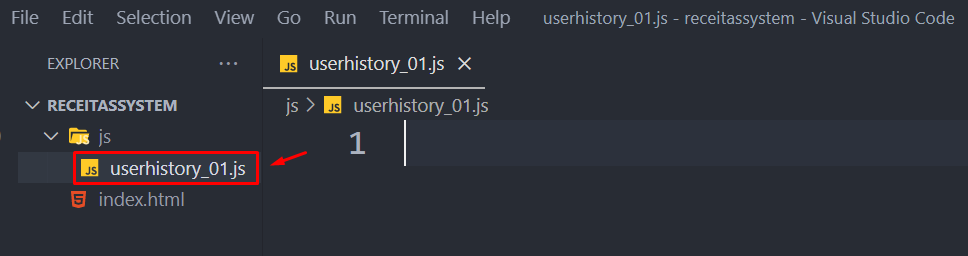 File Edit Selection View Go Run Terminal Help userhistory_01.js - receitassystem - Visual Studio Code
EXPLORER ···
JS userhistory_01.js ×
RECEITASSYSTEM
js > JS userhistory_01.js
JS js
1
JS userhistory_01.js
index.html